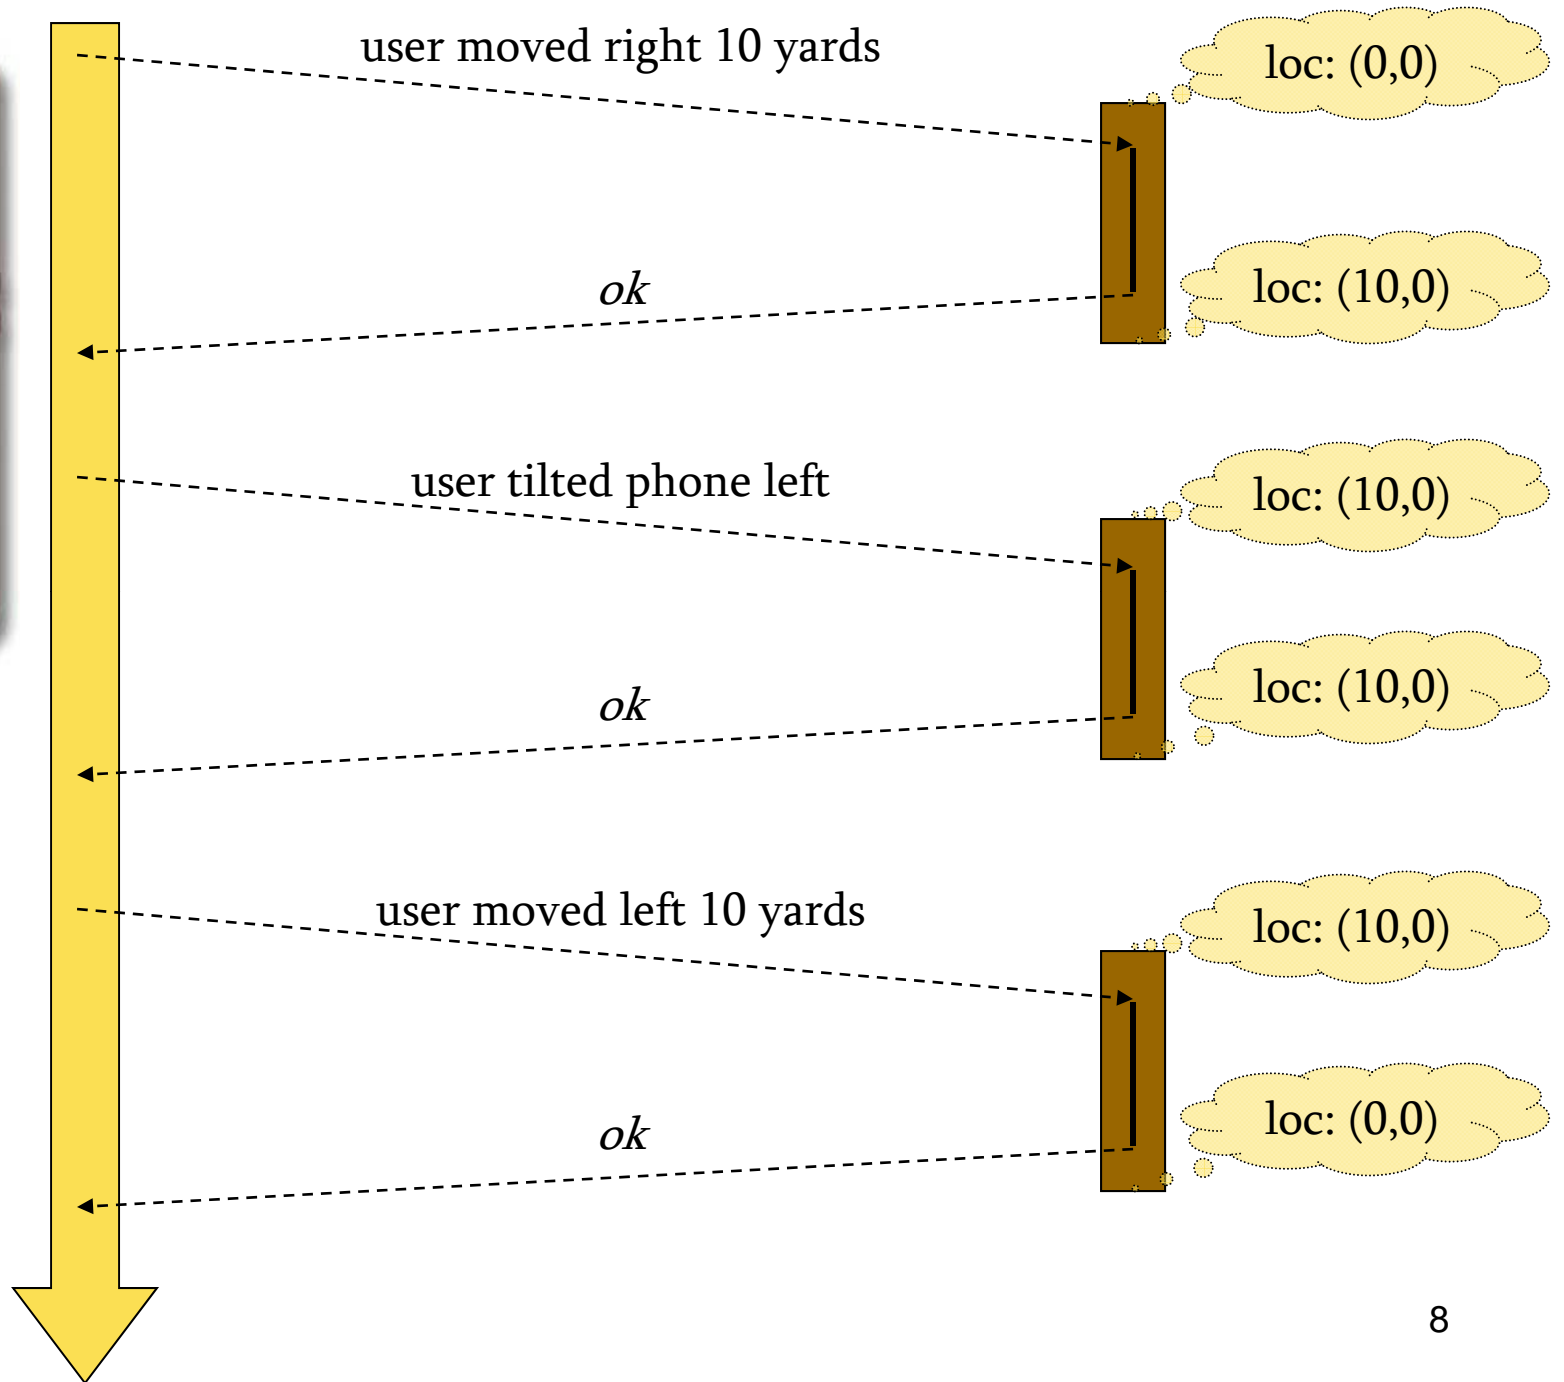 user moved right 10 yards
loc: (0,0)
ok
loc: (10,0)
user tilted phone left
loc: (10,0)
ok
loc: (10,0)
user moved left 10 yards
loc: (10,0)
ok
loc: (0,0)
8